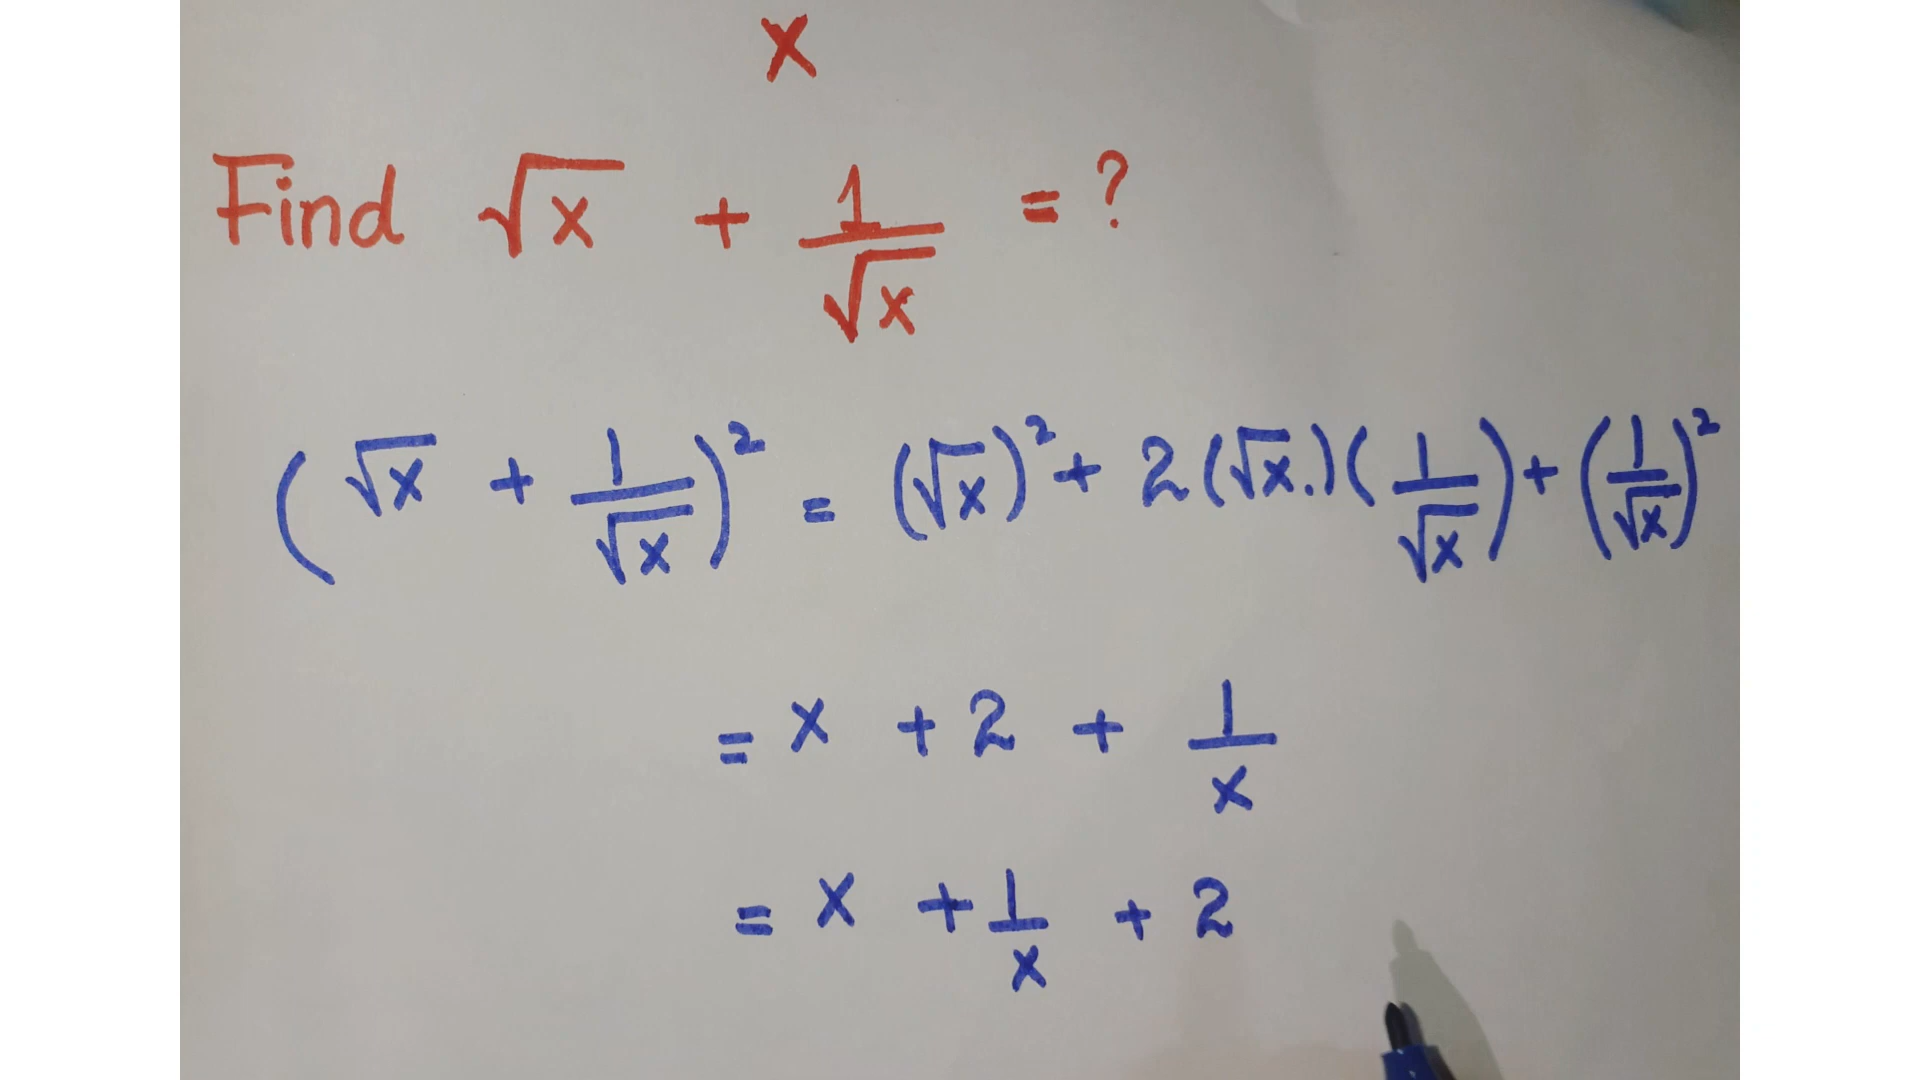 x
Find √x + 1/√x = ?
(√x + 1/√x)² = (√x)² + 2(√x.)(1/√x) + (1/√x)²
= x + 2 + 1/x
= x + 1/x + 2